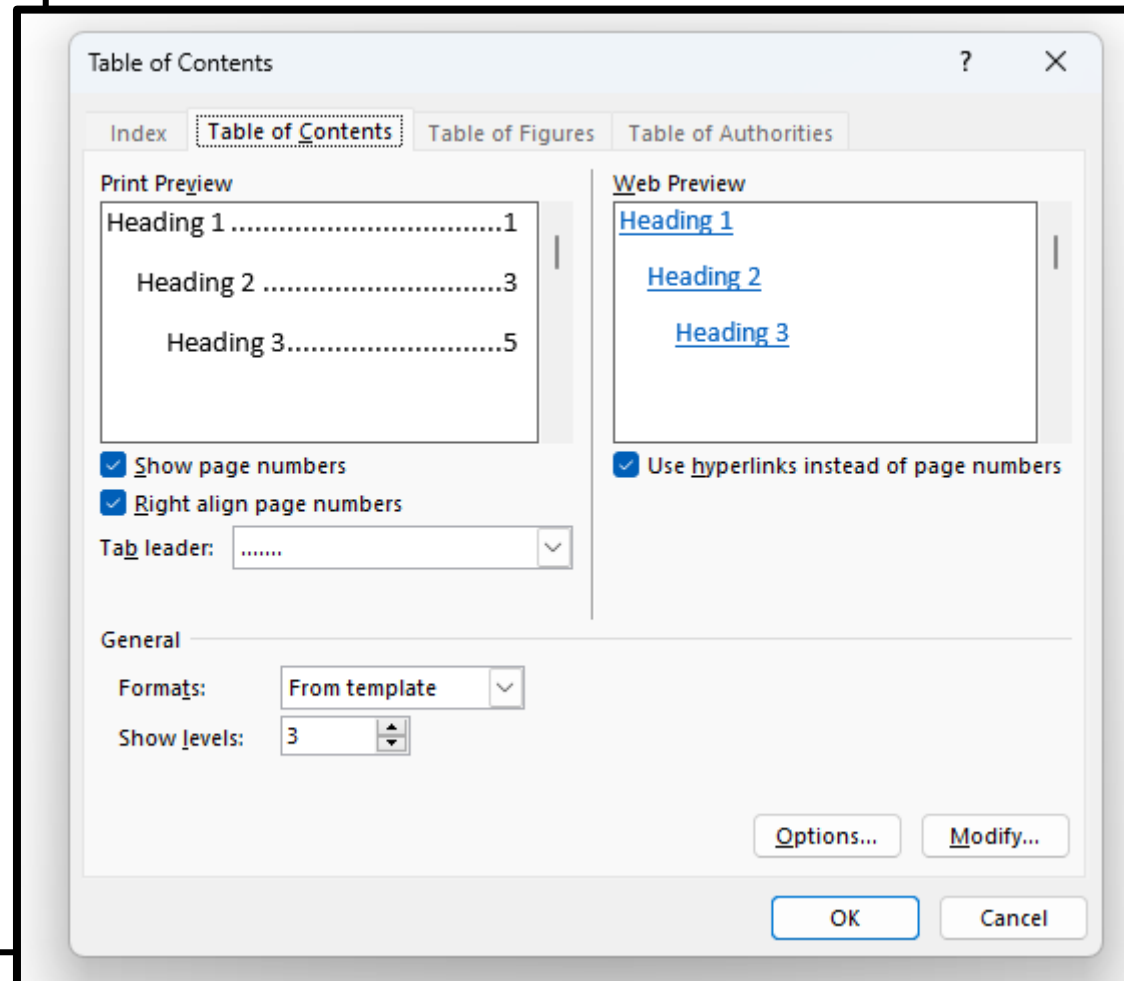 Table of Contents ?
Index Table of Contents Table of Figures Table of Authorities
Print Preview
Heading 1.................................1
Heading 2..............................3
Heading 3...........................5
Show page numbers
Right align page numbers
Tab leader: .......
Web Preview
Heading 1
Heading 2
Heading 3
Use hyperlinks instead of page numbers
General
Formats: From template
Show levels: 3
Options... Modify...
OK Cancel